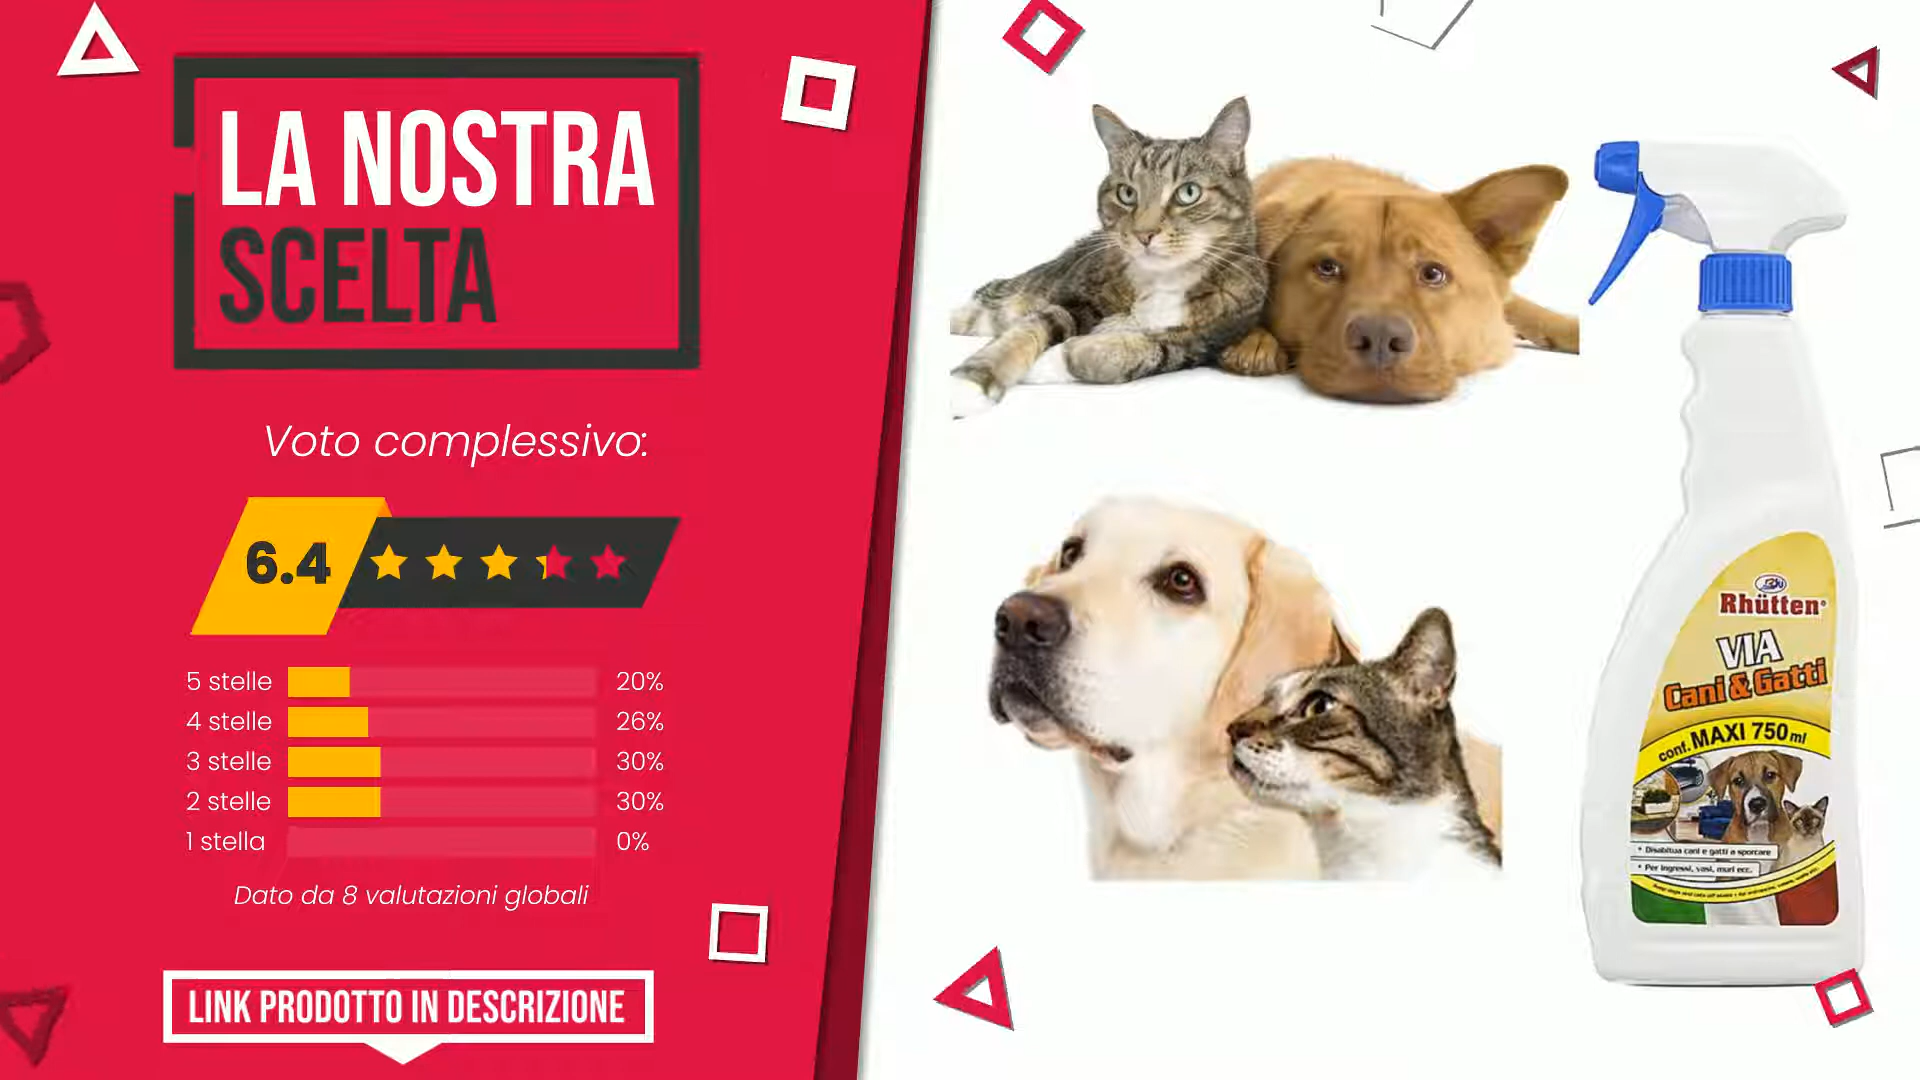 LA NOSTRA
SCELTA
Voto complessivo:
6.4
5 stelle 20%
4 stelle 26%
3 stelle 30%
2 stelle 30%
1 stella 0%
Dato da 8 valutazioni globali
LINK PRODOTTO IN DESCRIZIONE
Rhütten®
VIA
Cani & Gatti
conf. MAXI 750 ml
• Disabitua cani e gatti a sporcare
• Per ingressi, vasi, muri ecc.